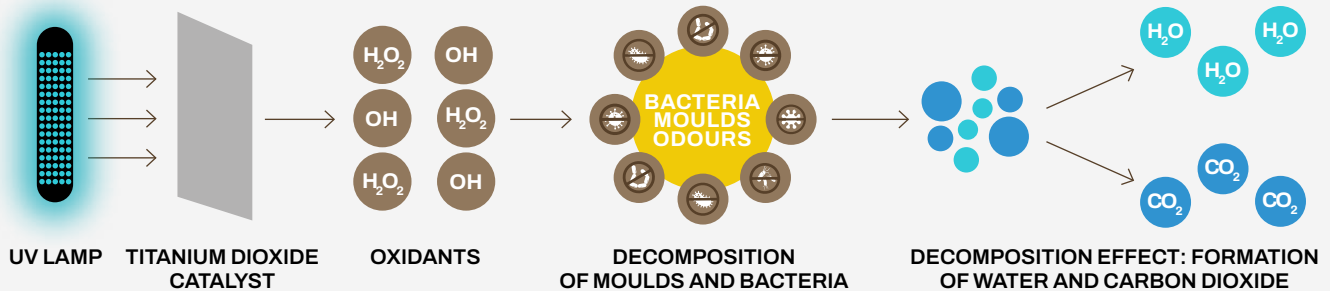 H2O2
OH
OH
H2O2
H2O2
OH
BACTERIA
MOULDS
ODOURS
H2O
H2O
H2O
CO2
CO2
CO2
UV LAMP
TITANIUM DIOXIDE
CATALYST
OXIDANTS
DECOMPOSITION
OF MOULDS AND BACTERIA
DECOMPOSITION EFFECT: FORMATION
OF WATER AND CARBON DIOXIDE